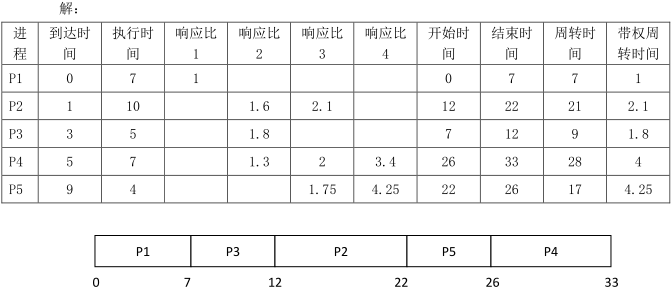 解：
进程 到达时间 执行时间 响应比1 响应比2 响应比3 响应比4 开始时间 结束时间 周转时间 带权周转时间
P1 0 7 1 0 7 7 1
P2 1 10 1.6 2.1 12 22 21 2.1
P3 3 5 1.8 7 12 9 1.8
P4 5 7 1.3 2 3.4 26 33 28 4
P5 9 4 1.75 4.25 22 26 17 4.25
P1 P3 P2 P5 P4
0 7 12 22 26 33